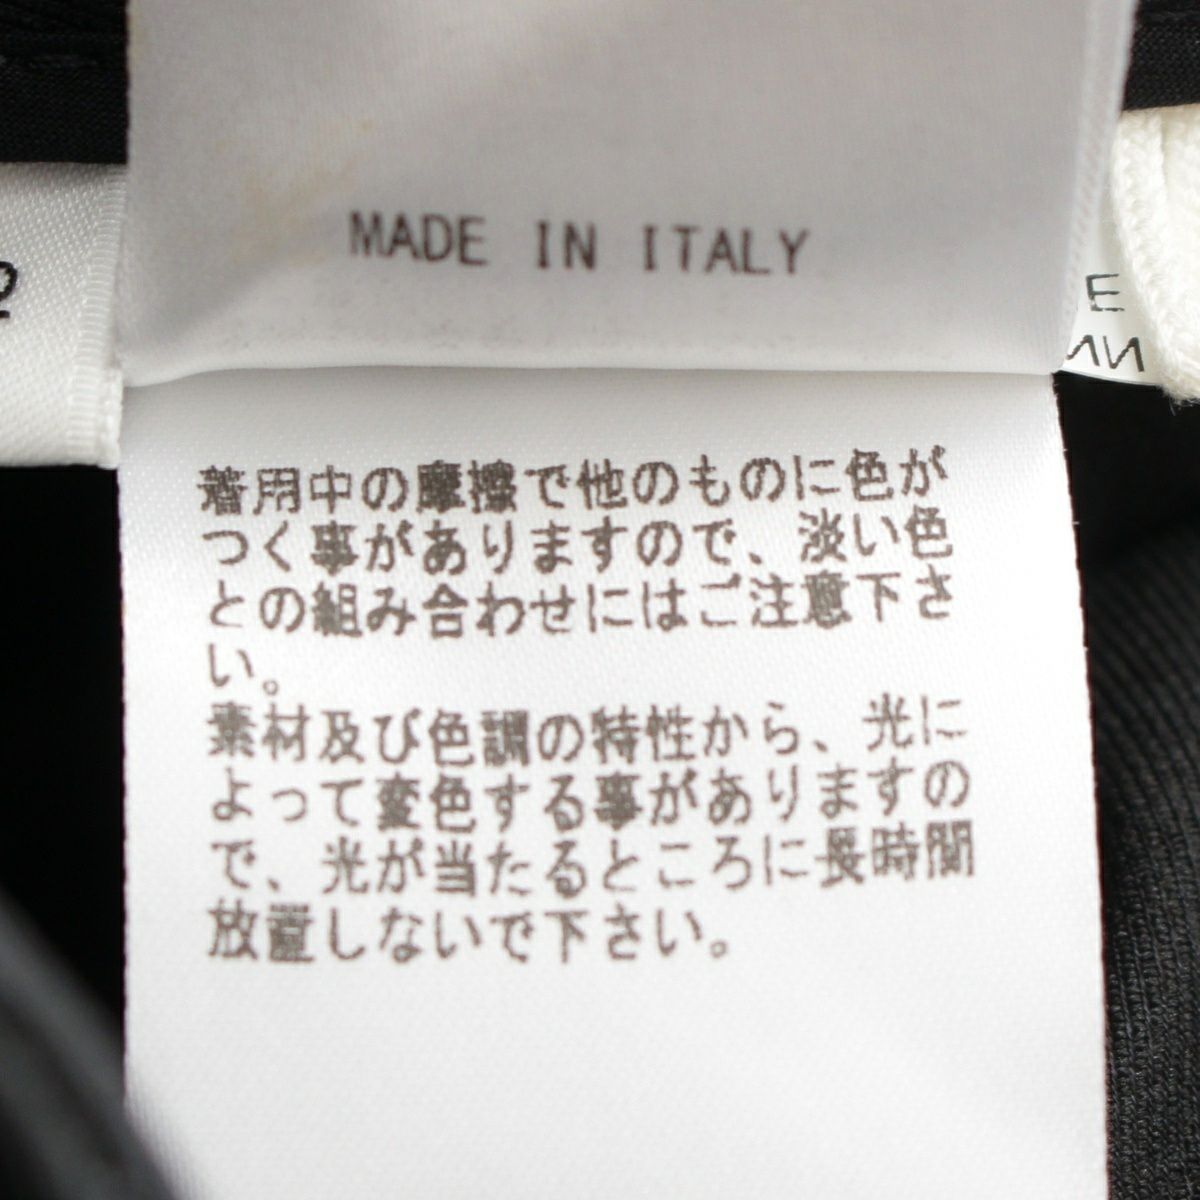 MADE IN ITALY
E
着用中の摩擦で他のものに色が
つく事がありますので、淡い色
との組み合わせにはご注意下さ
い。
素材及び色調の特性から、光に
よって変色する事がありますの
で、光が当たるところに長時間
放置しないで下さい。